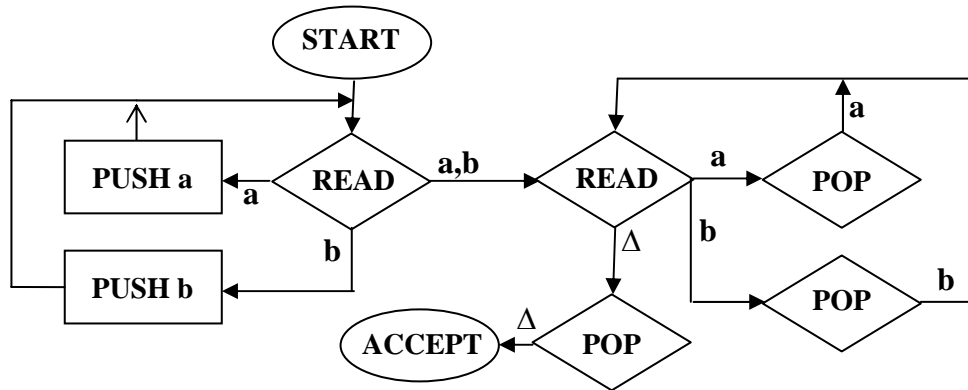 START
a
PUSH a
a
READ
a,b
READ
a
POP
b
Δ
b
PUSH b
POP
b
ACCEPT
Δ
POP